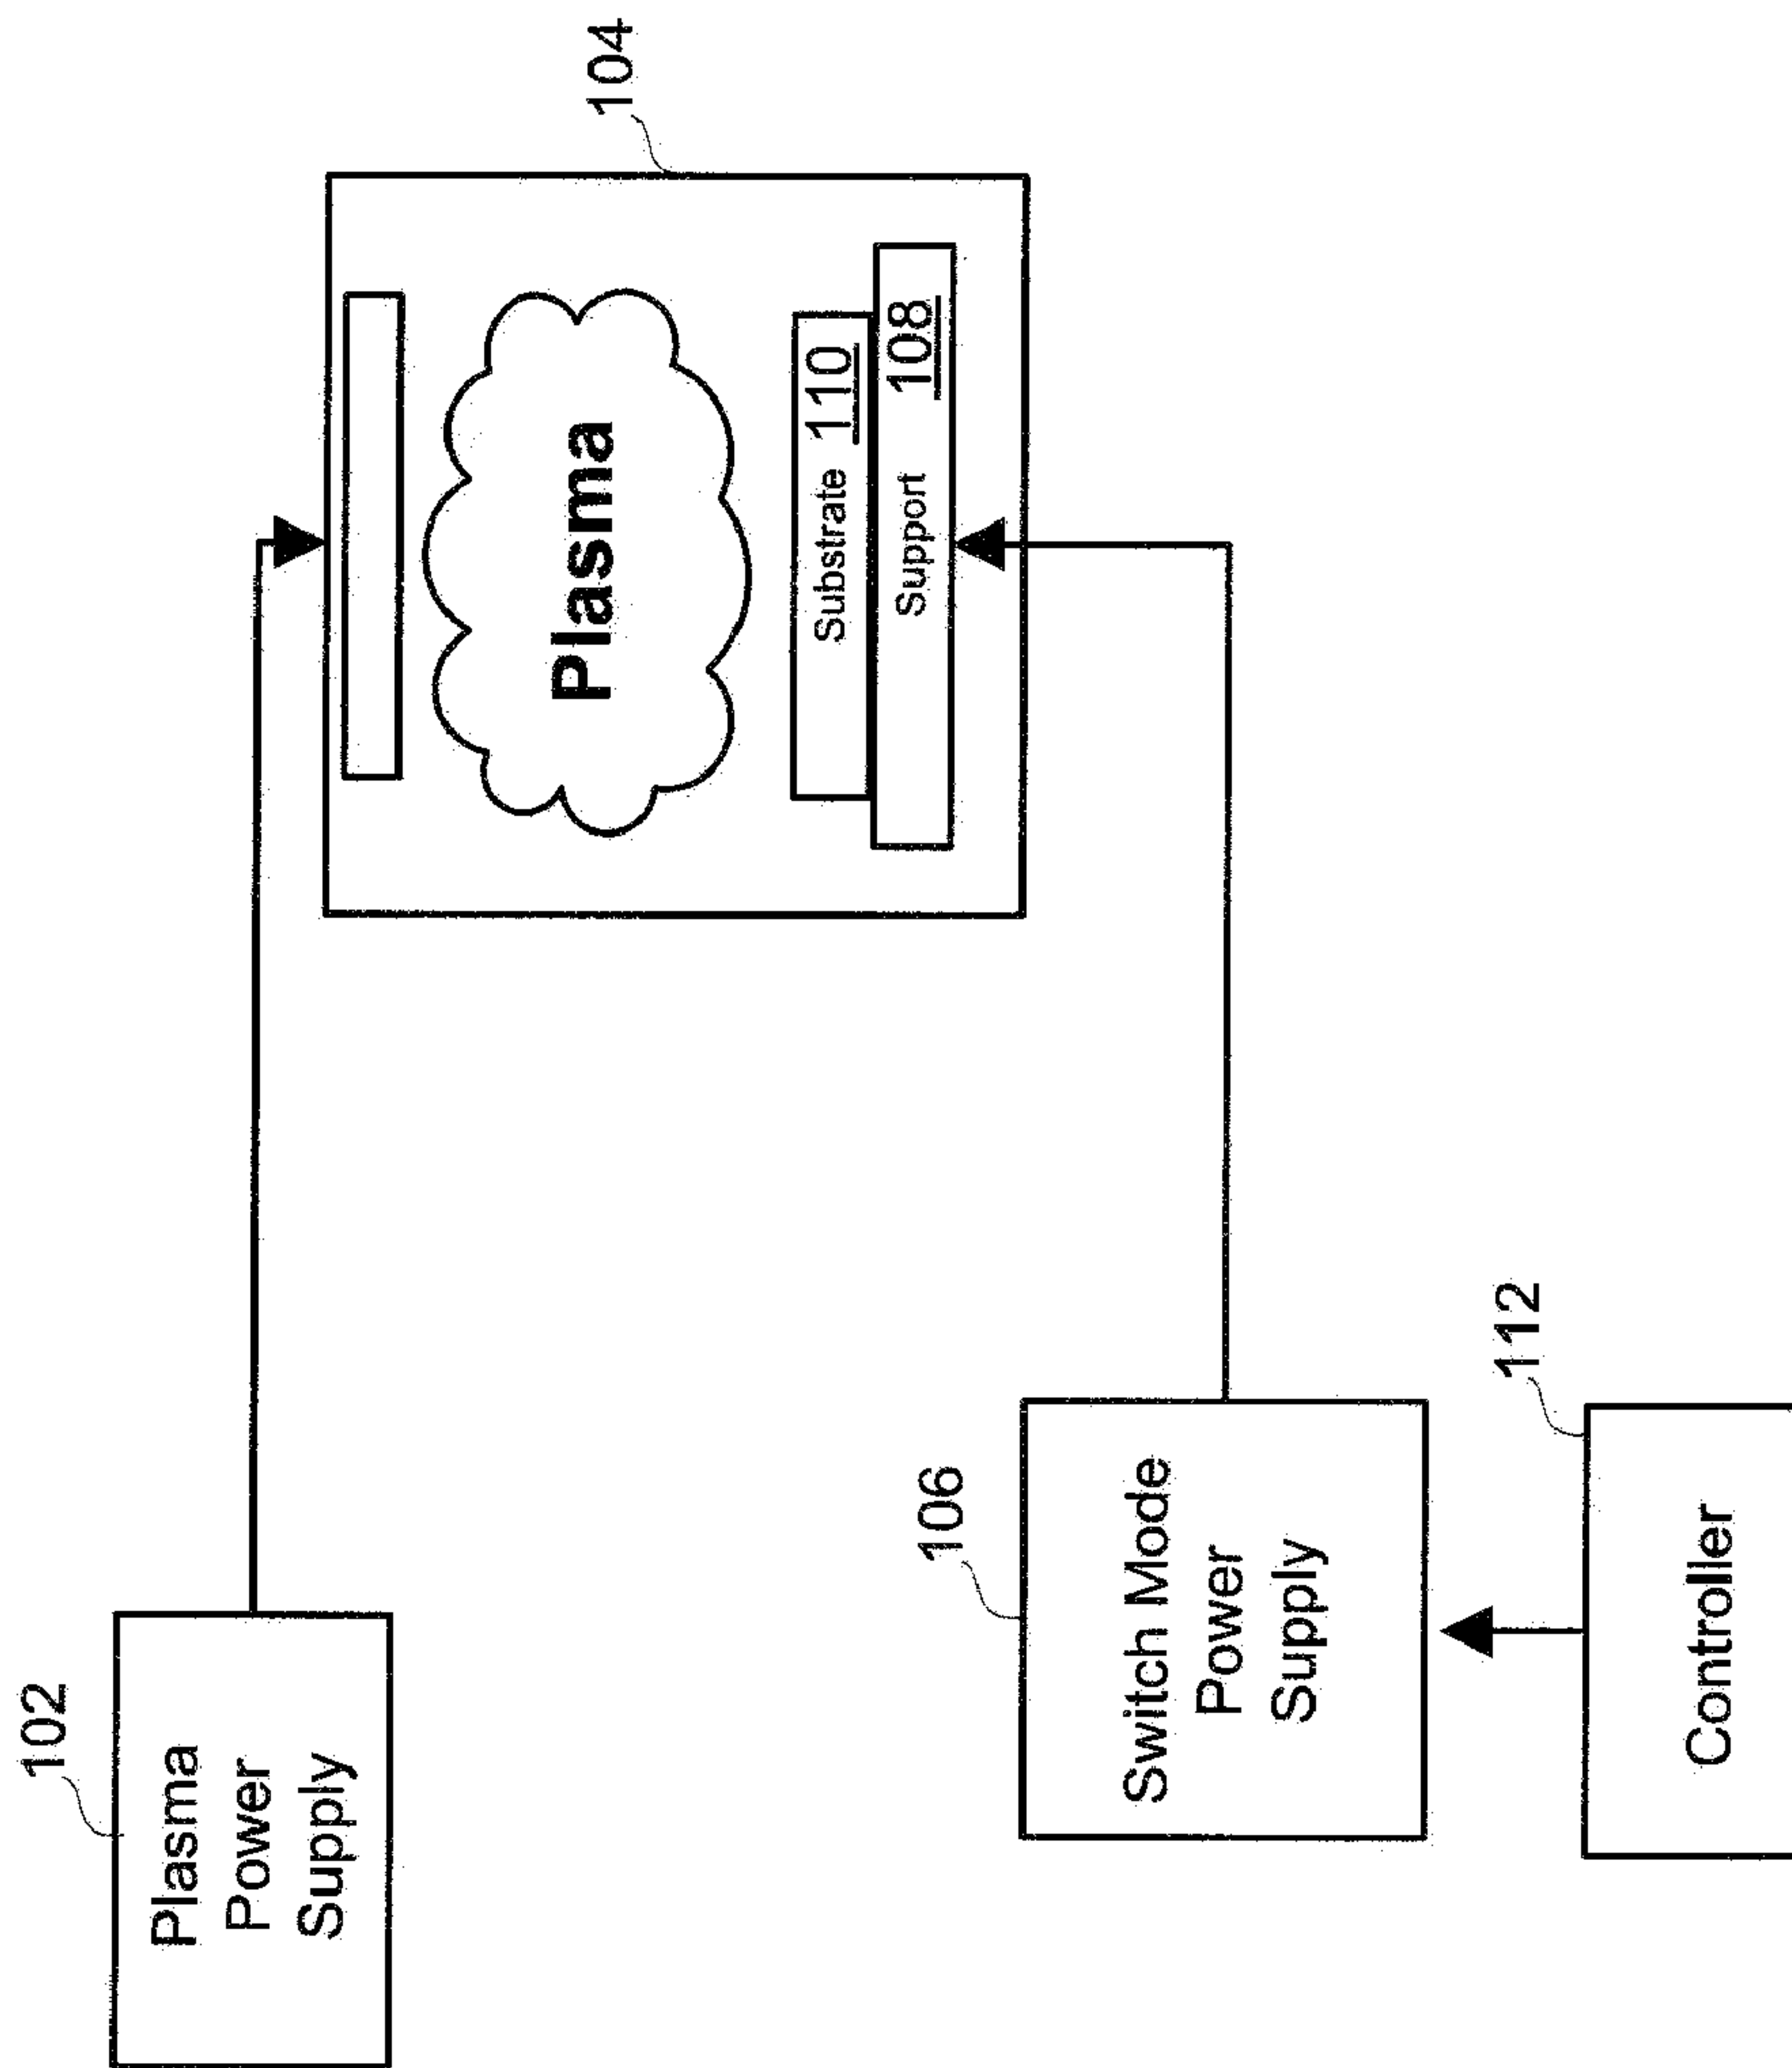 102
Plasma
Power
Supply
104
Plasma
Substrate 110
Support 108
106
Switch Mode
Power
Supply
112
Controller